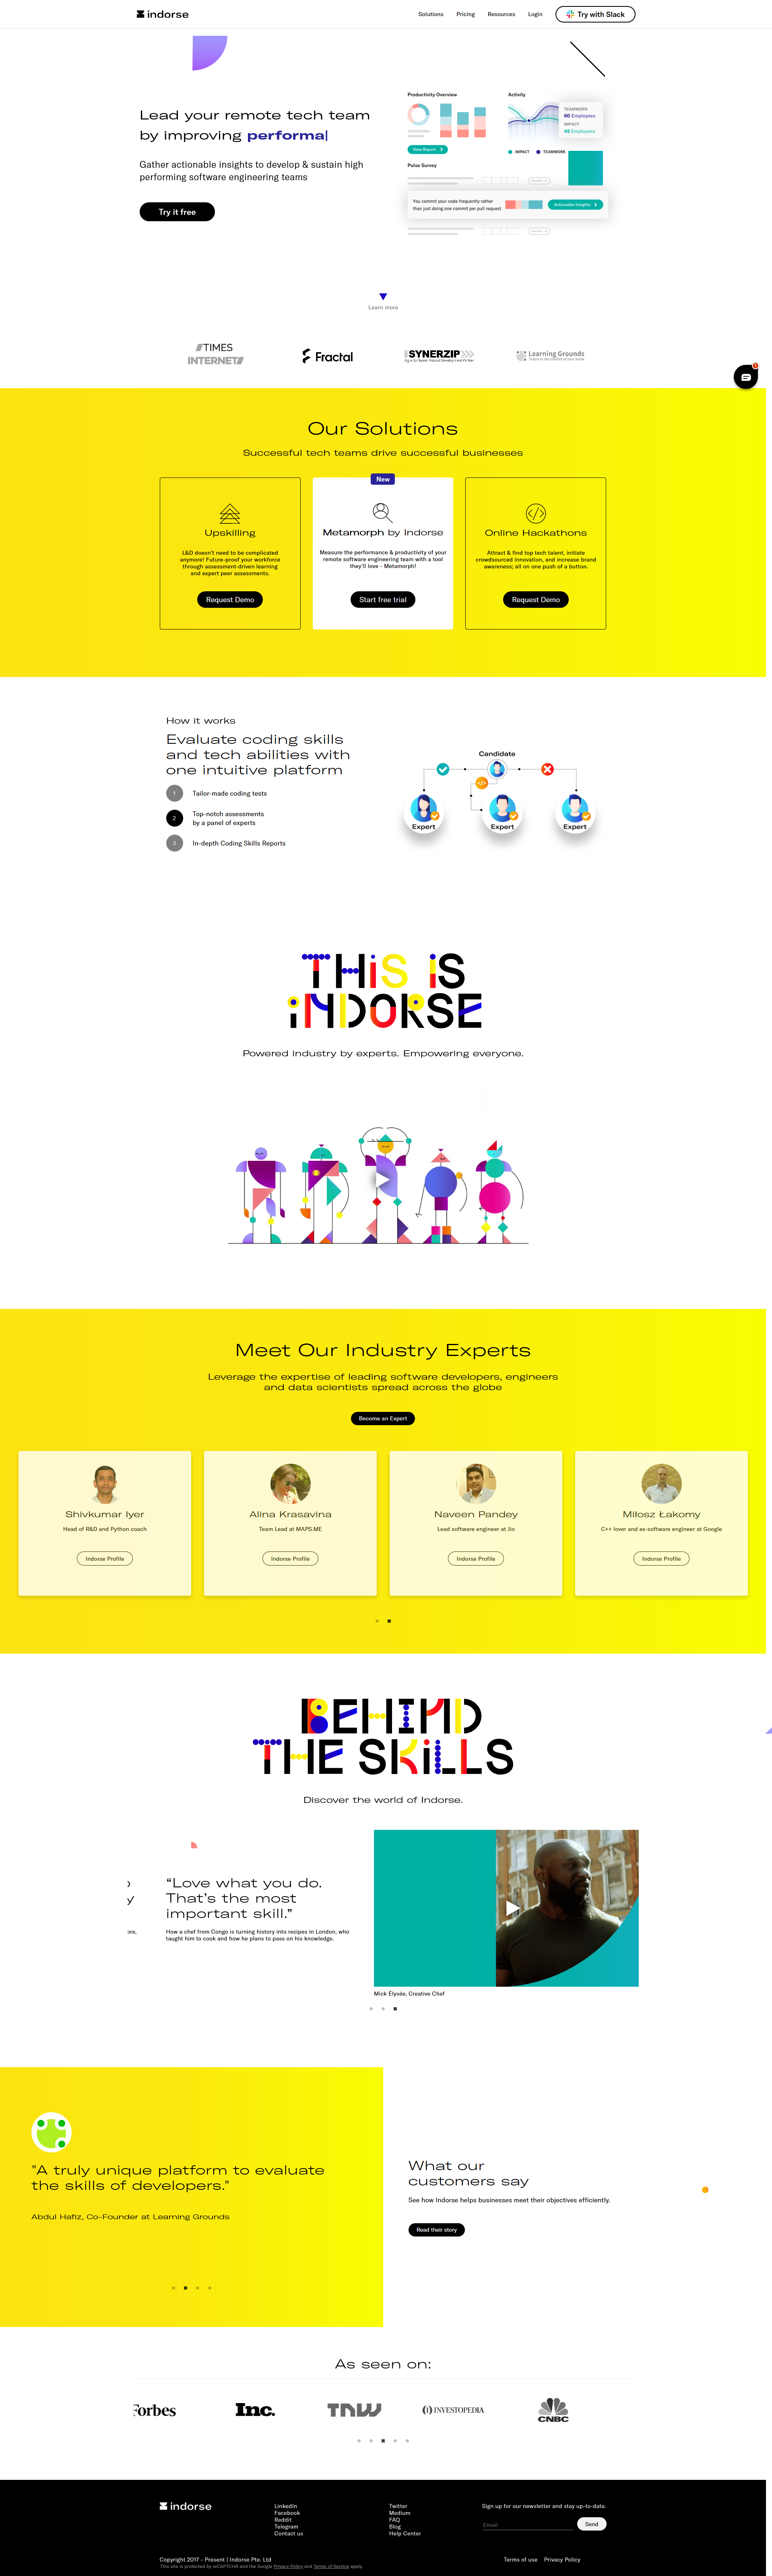 indorse
Solutions
Pricing
Resources
Login
Try with Slack
Lead your remote tech team
by improving performa|
Gather actionable insights to develop & sustain high
performing software engineering teams
Try it free
Productivity Overview
Activity
TEAMWORK
60 Employees
IMPACT
45 Employees
View Report
IMPACT
TEAMWORK
Pulse Survey
You commit your code frequently rather
than just doing one commit per pull request
Actionable Insights
Learn more
TIMES
INTERNET
Fractal
SYNERZIP
Learning Grounds
Our Solutions
Successful tech teams drive successful businesses
Upskilling
L&D doesn't need to be complicated
anymore! Future-proof your workforce
through assessment-driven learning
and expert peer assessments.
Request Demo
New
Metamorph by Indorse
Measure the performance & productivity of your
remote software engineering team with a tool
they'll love - Metamorph!
Start free trial
Online Hackathons
Attract & find top tech talent, initiate
crowdsourced innovation, and increase brand
awareness; all on one push of a button.
Request Demo
How it works
Evaluate coding skills
and tech abilities with
one intuitive platform
1
Tailor-made coding tests
2
Top-notch assessments
by a panel of experts
3
In-depth Coding Skills Reports
Candidate
Expert
Expert
Expert
THIS IS
INDORSE
Powered industry by experts. Empowering everyone.
Meet Our Industry Experts
Leverage the expertise of leading software developers, engineers
and data scientists spread across the globe
Become an Expert
Shivkumar Iyer
Head of R&D and Python coach
Indorse Profile
Alina Krasavina
Team Lead at MAPS.ME
Indorse Profile
Naveen Pandey
Lead software engineer at Jio
Indorse Profile
Miłosz Łakomy
C++ lover and ex-software engineer at Google
Indorse Profile
BEHIND
THE SKILLS
Discover the world of Indorse.
“Love what you do.
That’s the most
important skill.”
How a chef from Congo is turning history into recipes in London, who
taught him to cook and how he plans to pass on his knowledge.
Mick Élysée, Creative Chef
"A truly unique platform to evaluate
the skills of developers."
Abdul Hafiz, Co-Founder at Learning Grounds
What our
customers say
See how Indorse helps businesses meet their objectives efficiently.
Read their story
As seen on:
Forbes
Inc.
TNW
INVESTOPEDIA
CNBC
indorse
LinkedIn
Facebook
Reddit
Telegram
Contact us
Twitter
Medium
FAQ
Blog
Help Center
Sign up for our newsletter and stay up-to-date.
Email
Send
Copyright 2017 - Present | Indorse Pte. Ltd
This site is protected by reCAPTCHA and the Google Privacy Policy and Terms of Service apply.
Terms of use
Privacy Policy